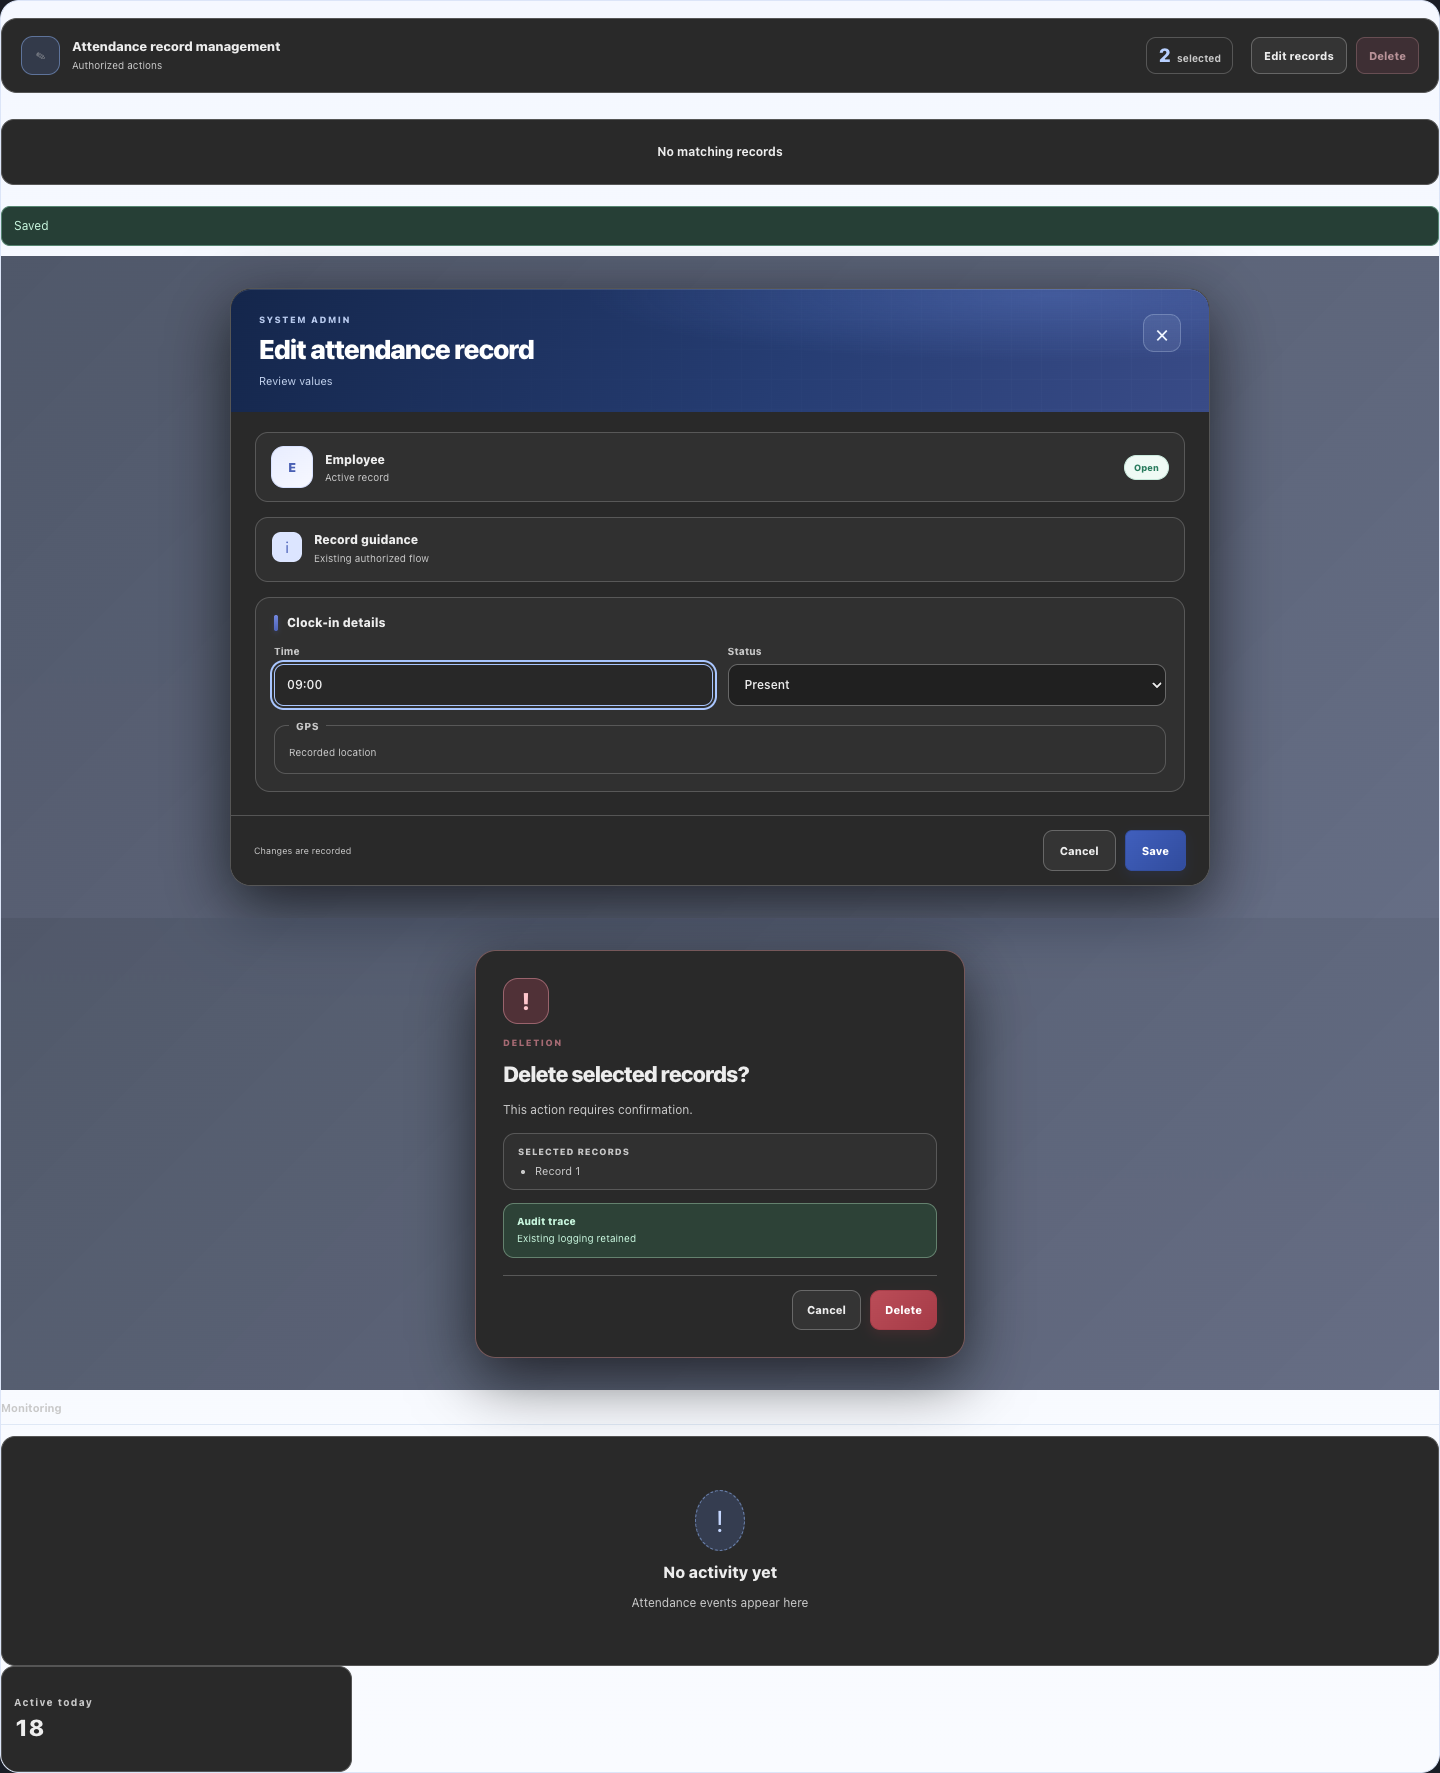 Attendance record management
Authorized actions
2 selected
Edit records
Delete
No matching records
Saved
SYSTEM ADMIN
Edit attendance record
Review values
×
E
Employee
Active record
Open
i
Record guidance
Existing authorized flow
Clock-in details
Time
Status
09:00
Present
GPS
Recorded location
Changes are recorded
Cancel
Save
!
DELETION
Delete selected records?
This action requires confirmation.
SELECTED RECORDS
• Record 1
Audit trace
Existing logging retained
Cancel
Delete
Monitoring
!
No activity yet
Attendance events appear here
Active today
18